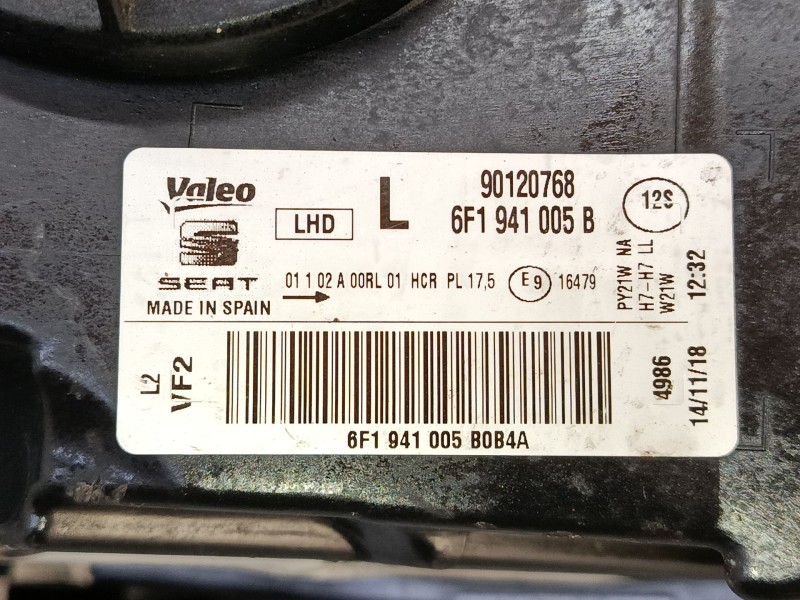 Valeo
SEAT
MADE IN SPAIN
LHD
L
90120768
6F1 941 005 B
12S
01 1 02 A 00RL 01 HCR PL 17,5
E9
16479
PY21W NA
H7-H7 LL
W21W
12:32
L2
VF2
4986
14/11/18
6F1 941 005 B0B4A